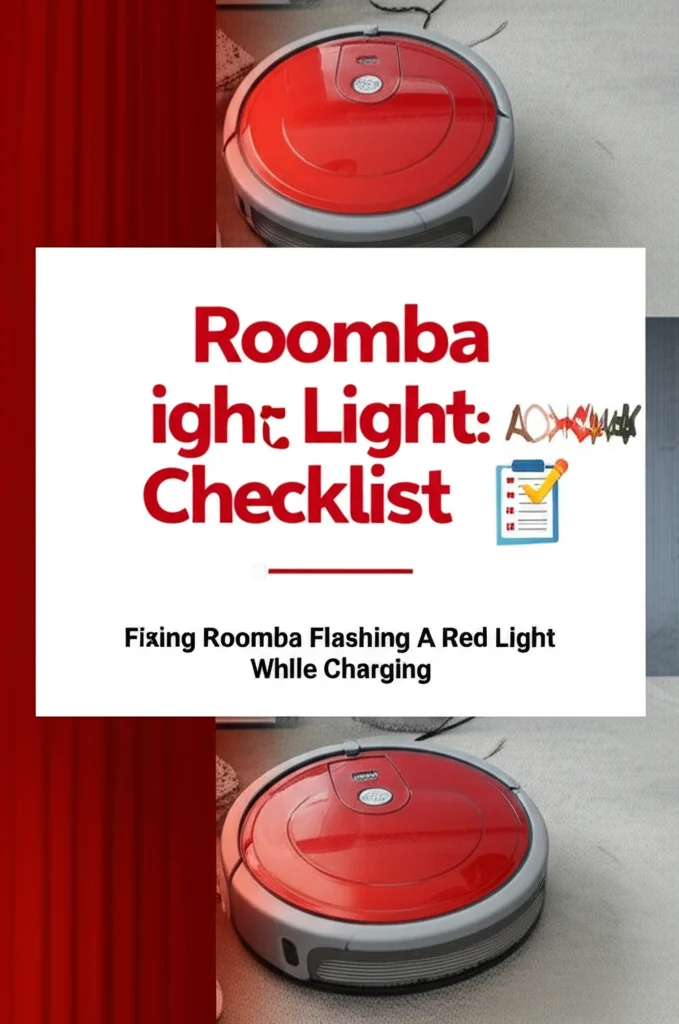 Roomba
Light:
Checklist
Fixing Roomba Flashing A Red Light
While Charging